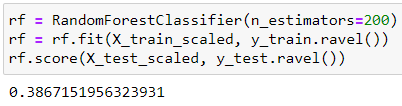 rf = RandomForestClassifier(n_estimators=200)
rf = rf.fit(X_train_scaled, y_train.ravel())
rf.score(X_test_scaled, y_test.ravel())
0.3867151956323931